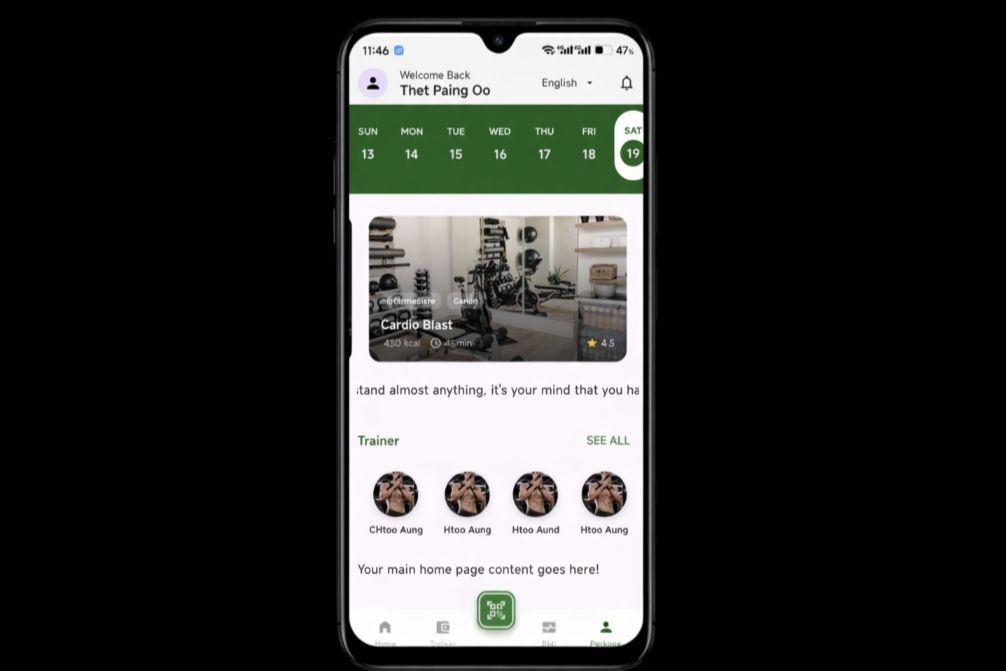 11:46
47%
Welcome Back
Thet Paing Oo
English
SUN MON TUE WED THU FRI SAT
13 14 15 16 17 18 19
Cardio
Cardio Blast
430 kcal 45min
4.5
tand almost anything, it's your mind that you ha
Trainer
SEE ALL
CHtoo Aung Htoo Aung Htoo Aund Htoo Aung
Your main home page content goes here!
Home Trainer BMI Package